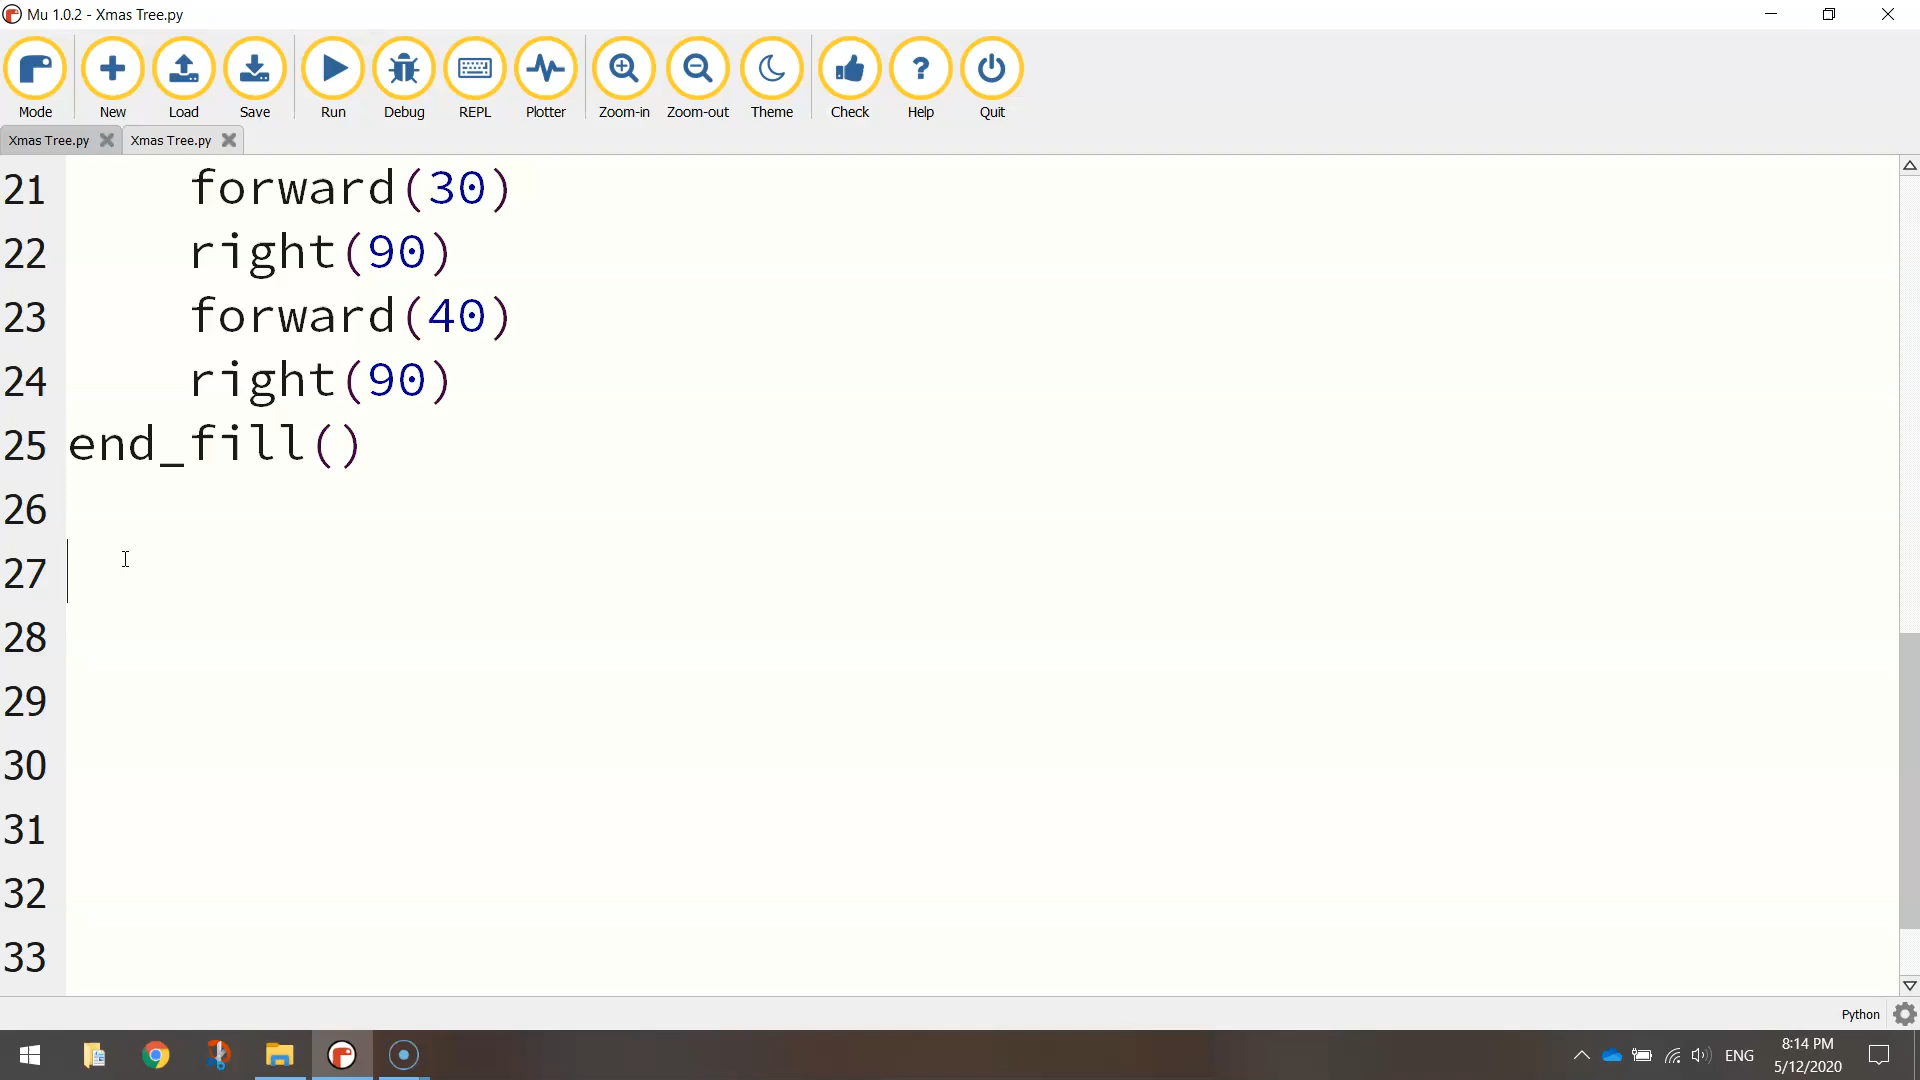 Mu 1.0.2 - Xmas Tree.py
Mode New Load Save Run Debug REPL Plotter Zoom-in Zoom-out Theme Check Help Quit
Xmas Tree.py Xmas Tree.py
21 forward(30)
22 right(90)
23 forward(40)
24 right(90)
25 end_fill()
26
27
28
29
30
31
32
33
Python
ENG
8:14 PM
5/12/2020